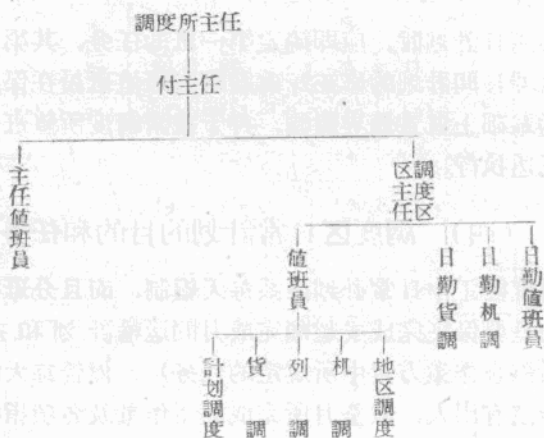 調度所主任
付主任
主任値班員
調度区
区主任
値班員
日勤貨調
日勤机調
日勤値班員
計划調度
貨調
列調
机調
地区調度